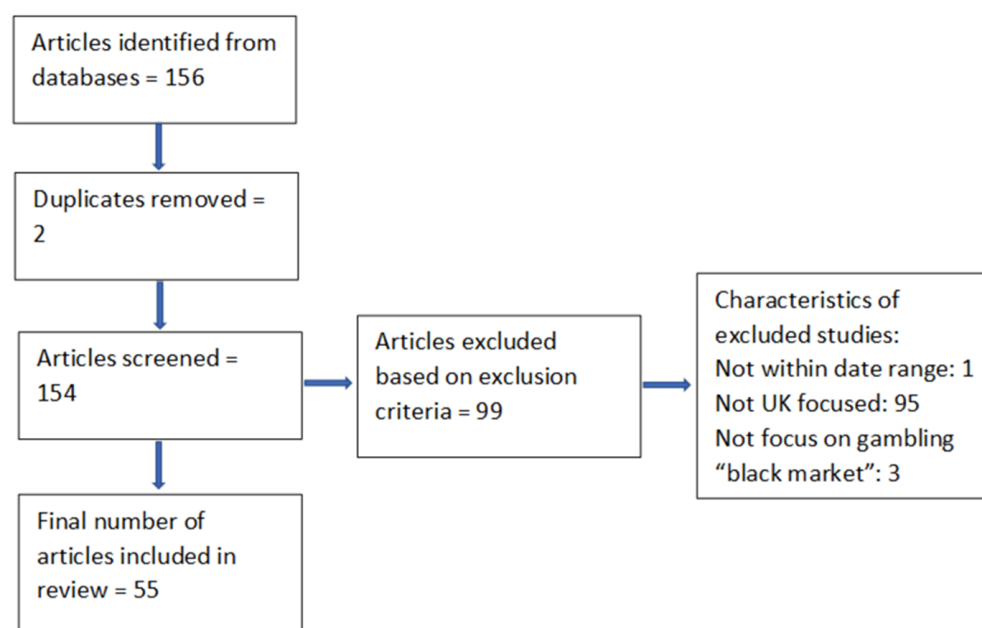 Articles identified from
databases = 156
Duplicates removed =
2
Articles screened =
154
Articles excluded
based on exclusion
criteria = 99
Characteristics of
excluded studies:
Not within date range: 1
Not UK focused: 95
Not focus on gambling
“black market”: 3
Final number of
articles included in
review = 55